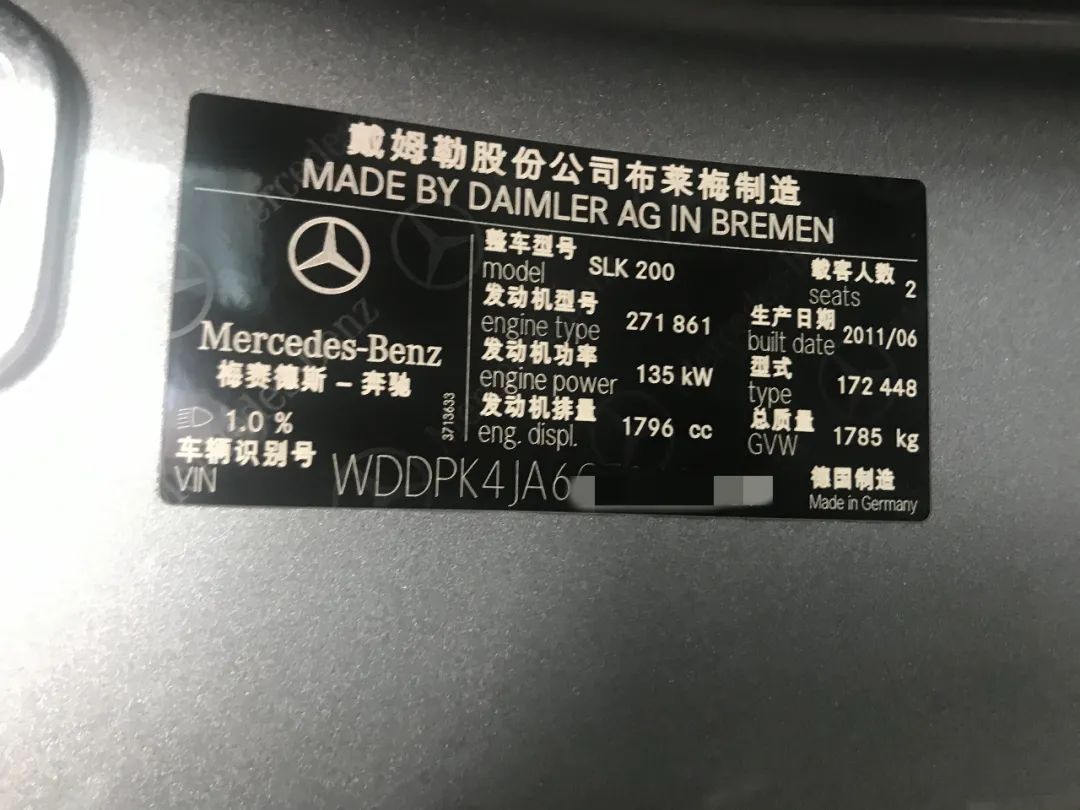 戴姆勒股份公司布莱梅制造
MADE BY DAIMLER AG IN BREMEN
Mercedes-Benz
梅赛德斯 - 奔驰
1.0 %
3713633
整车型号
model SLK 200
载客人数
seats 2
发动机型号
engine type 271 861
生产日期
built date 2011/06
发动机功率
engine power 135 kW
型式
type 172 448
发动机排量
eng. displ. 1796 cc
总质量
GVW 1785 kg
车辆识别号
VIN WDDPK4JA6
德国制造
Made in Germany